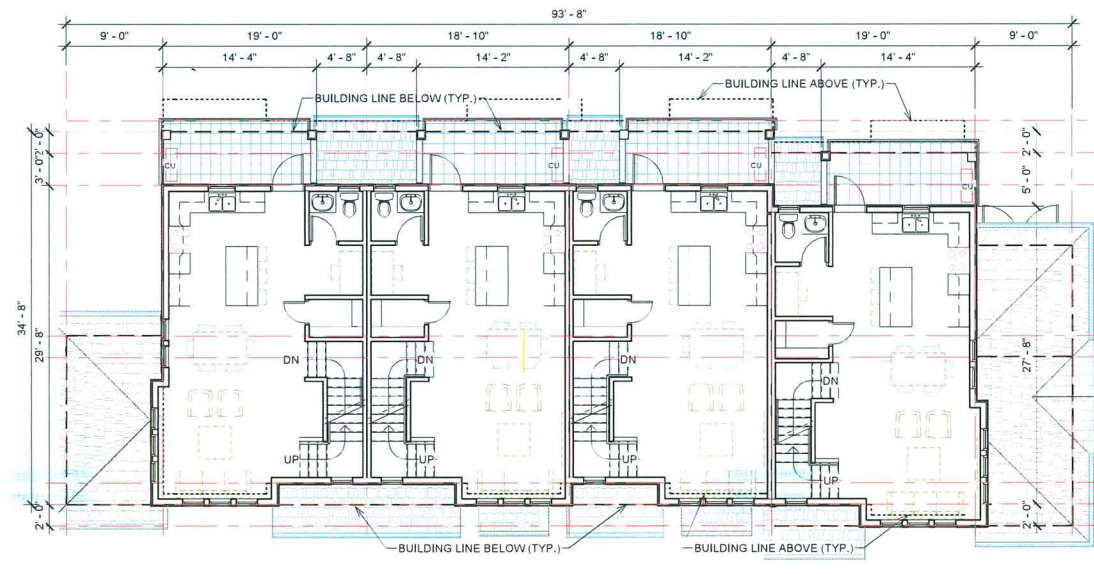 93' - 8"
9' - 0" 19' - 0" 18' - 10" 18' - 10" 19' - 0" 9' - 0"
14' - 4" 4' - 8" 4' - 8" 14' - 2" 4' - 8" 14' - 2" 4' - 8" 14' - 4"
BUILDING LINE BELOW (TYP.)
BUILDING LINE ABOVE (TYP.)
2' - 0"
3' - 0"
34' - 8"
29' - 8"
2' - 0"
2' - 0"
5' - 0"
27' - 8"
2' - 0"
CU CU CU CU
DN DN DN DN
UP UP UP UP
BUILDING LINE BELOW (TYP.)
BUILDING LINE ABOVE (TYP.)